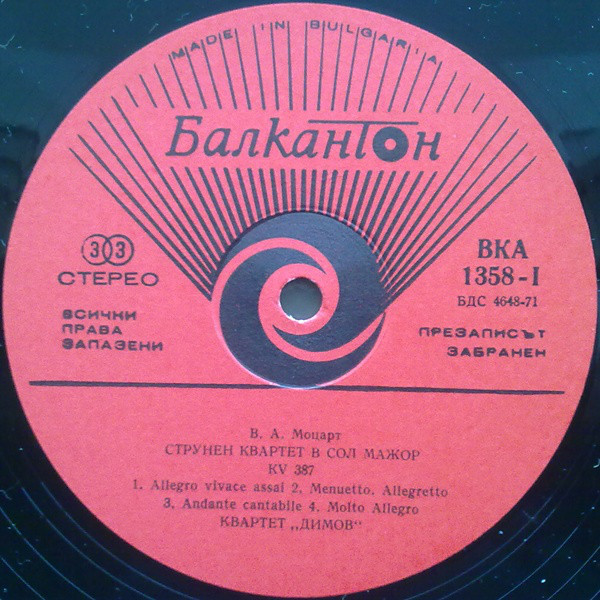 MADE IN BULGARIA
Балкантон
33
СТЕРЕО
ВСИЧКИ
ПРАВА
ЗАПАЗЕНИ
ВКА
1358-I
БДС 4648-71
ПРЕЗАПИСЪТ
ЗАБРАНЕН
В. А. Моцарт
СТРУНЕН КВАРТЕТ В СОЛ МАЖОР
KV 387
1. Allegro vivace assai 2. Menuetto. Allegretto
3. Andante cantabile 4. Molto Allegro
КВАРТЕТ „ДИМОВ“